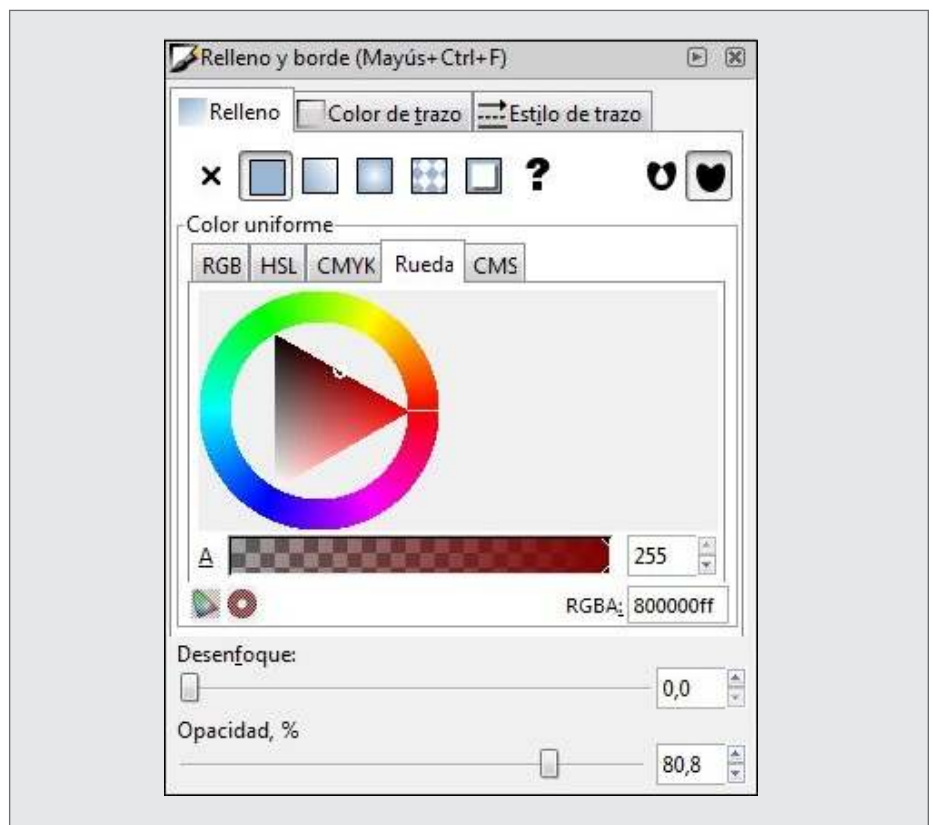 Relleno y borde (Mayús+Ctrl+F)
Relleno Color de trazo Estilo de trazo
?
Color uniforme
RGB HSL CMYK Rueda CMS
A 255
RGBA: 800000ff
Desenfoque:
0,0
Opacidad, %
80,8